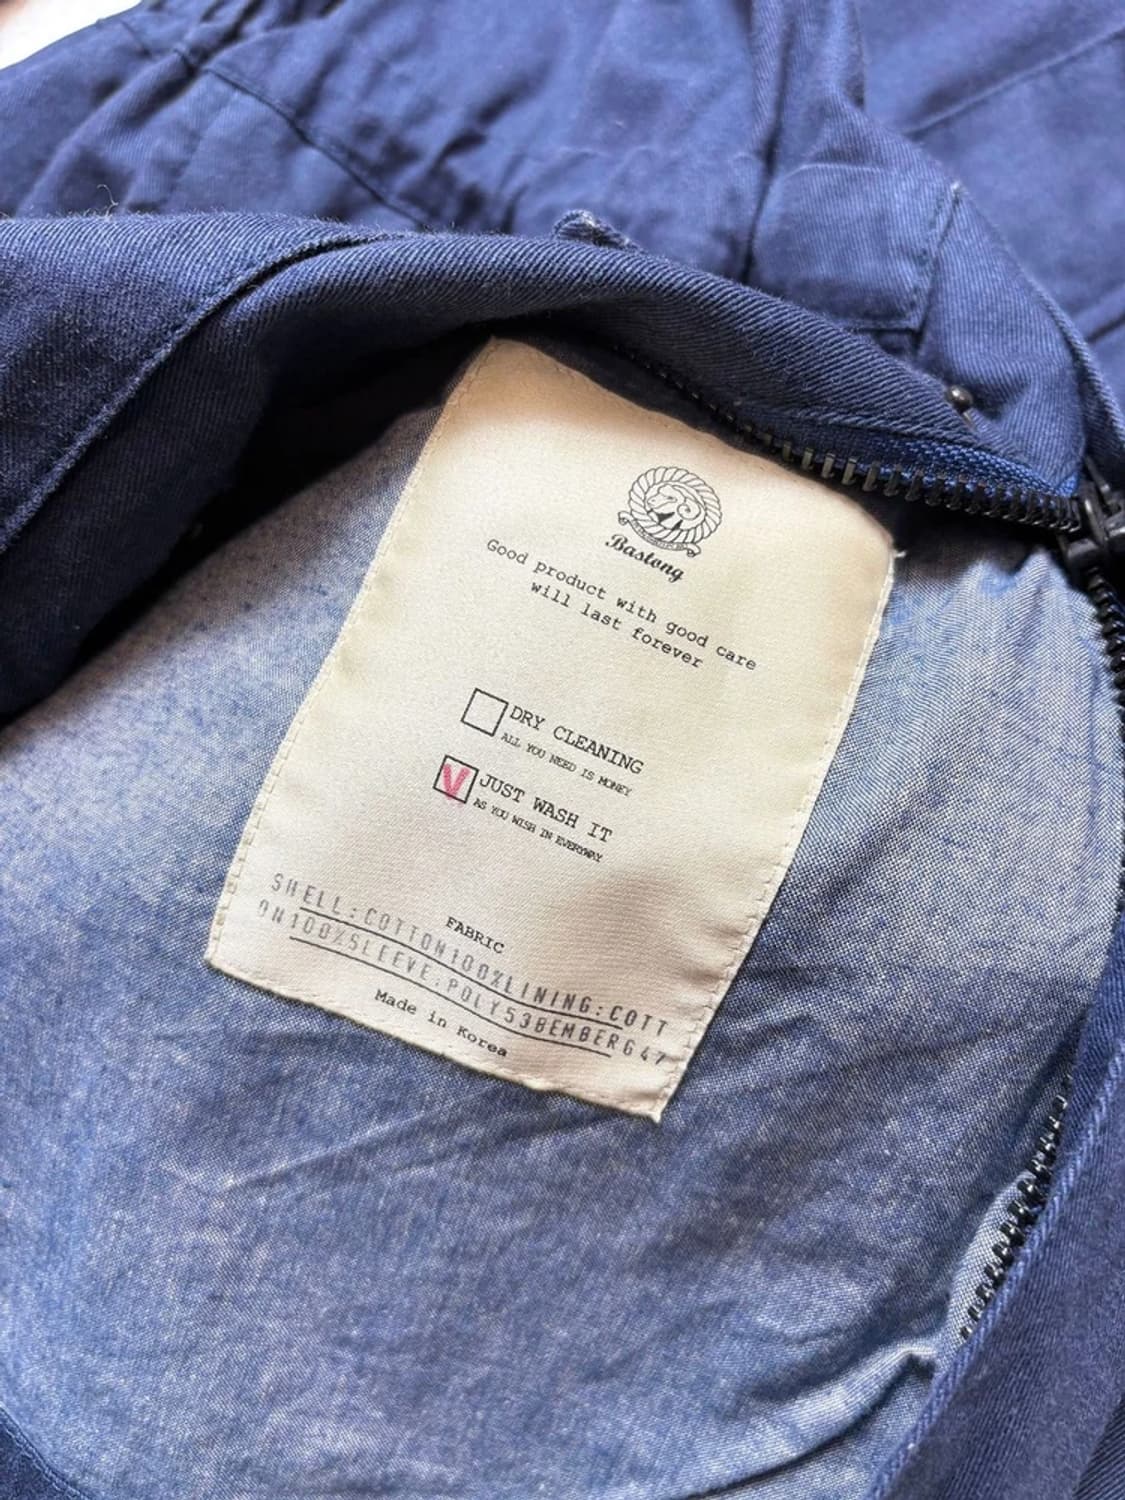 Bastong
Good product with good care
will last forever
DRY CLEANING
ALL YOU NEED IS MONEY
V JUST WASH IT
AS YOU WISH IN EVERYWAY
FABRIC
SHELL:COTTON100%LINING:COTT
ON100%SLEEVE:POLY53BEMBERG47
Made in Korea